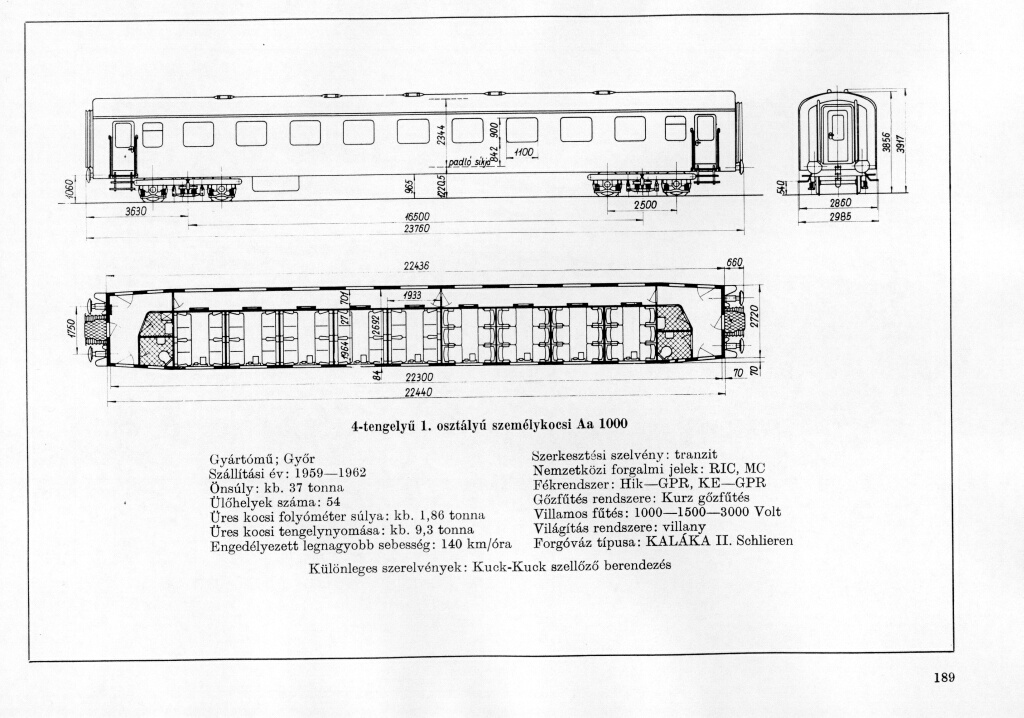 2344
900
842
1100
padló síkja
1060
965
1220,5
3630
2500
16500
23760
3856
3917
540
2860
2985
22436
660
1933
701
27
2692
1964
84
1750
2720
70
70
22300
22440
4-tengelyű 1. osztályú személykocsi Aa 1000
Gyártómű; Győr
Szállítási év: 1959—1962
Önsúly: kb. 37 tonna
Ülőhelyek száma: 54
Üres kocsi folyóméter súlya: kb. 1,86 tonna
Üres kocsi tengelynyomása: kb. 9,3 tonna
Engedélyezett legnagyobb sebesség: 140 km/óra
Szerkesztési szelvény: tranzit
Nemzetközi forgalmi jelek: RIC, MC
Fékrendszer: Hik—GPR, KE—GPR
Gőzfűtés rendszere: Kurz gőzfűtés
Villamos fűtés: 1000—1500—3000 Volt
Világítás rendszere: villany
Forgóváz típusa: KALÁKA II. Schlieren
Különleges szerelvények: Kuck-Kuck szellőző berendezés
189